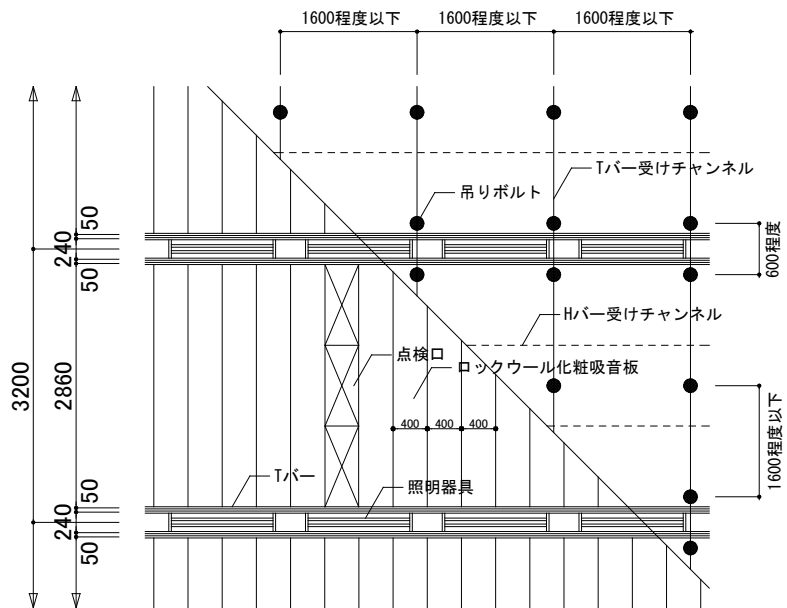 1600程度以下
1600程度以下
1600程度以下
Tバー受けチャンネル
吊りボルト
50
240
50
600程度
Hバー受けチャンネル
点検口
ロックウール化粧吸音板
3200
2860
400
400
400
1600程度以下
Tバー
照明器具
50
240
50